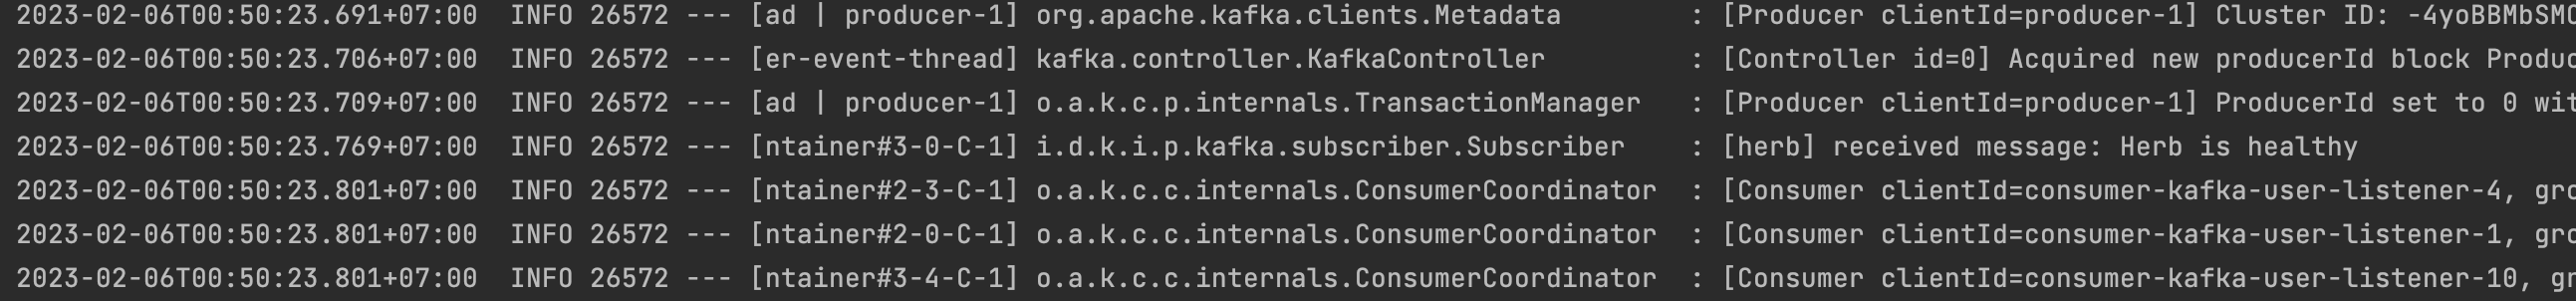 2023-02-06T00:50:23.691+07:00  INFO 26572 --- [ad | producer-1] org.apache.kafka.clients.Metadata        : [Producer clientId=producer-1] Cluster ID:
2023-02-06T00:50:23.706+07:00  INFO 26572 --- [er-event-thread] kafka.controller.KafkaController         : [Controller id=0] Acquired new producerId block
2023-02-06T00:50:23.709+07:00  INFO 26572 --- [ad | producer-1] o.a.k.c.p.internals.TransactionManager   : [Producer clientId=producer-1] ProducerId set to 0
2023-02-06T00:50:23.769+07:00  INFO 26572 --- [ntainer#3-0-C-1] i.d.k.i.p.kafka.subscriber.Subscriber    : [herb] received message: Herb is healthy
2023-02-06T00:50:23.801+07:00  INFO 26572 --- [ntainer#2-3-C-1] o.a.k.c.c.internals.ConsumerCoordinator  : [Consumer clientId=consumer-kafka-user-listener-4,
2023-02-06T00:50:23.801+07:00  INFO 26572 --- [ntainer#2-0-C-1] o.a.k.c.c.internals.ConsumerCoordinator  : [Consumer clientId=consumer-kafka-user-listener-1,
2023-02-06T00:50:23.801+07:00  INFO 26572 --- [ntainer#3-4-C-1] o.a.k.c.c.internals.ConsumerCoordinator  : [Consumer clientId=consumer-kafka-user-listener-10,